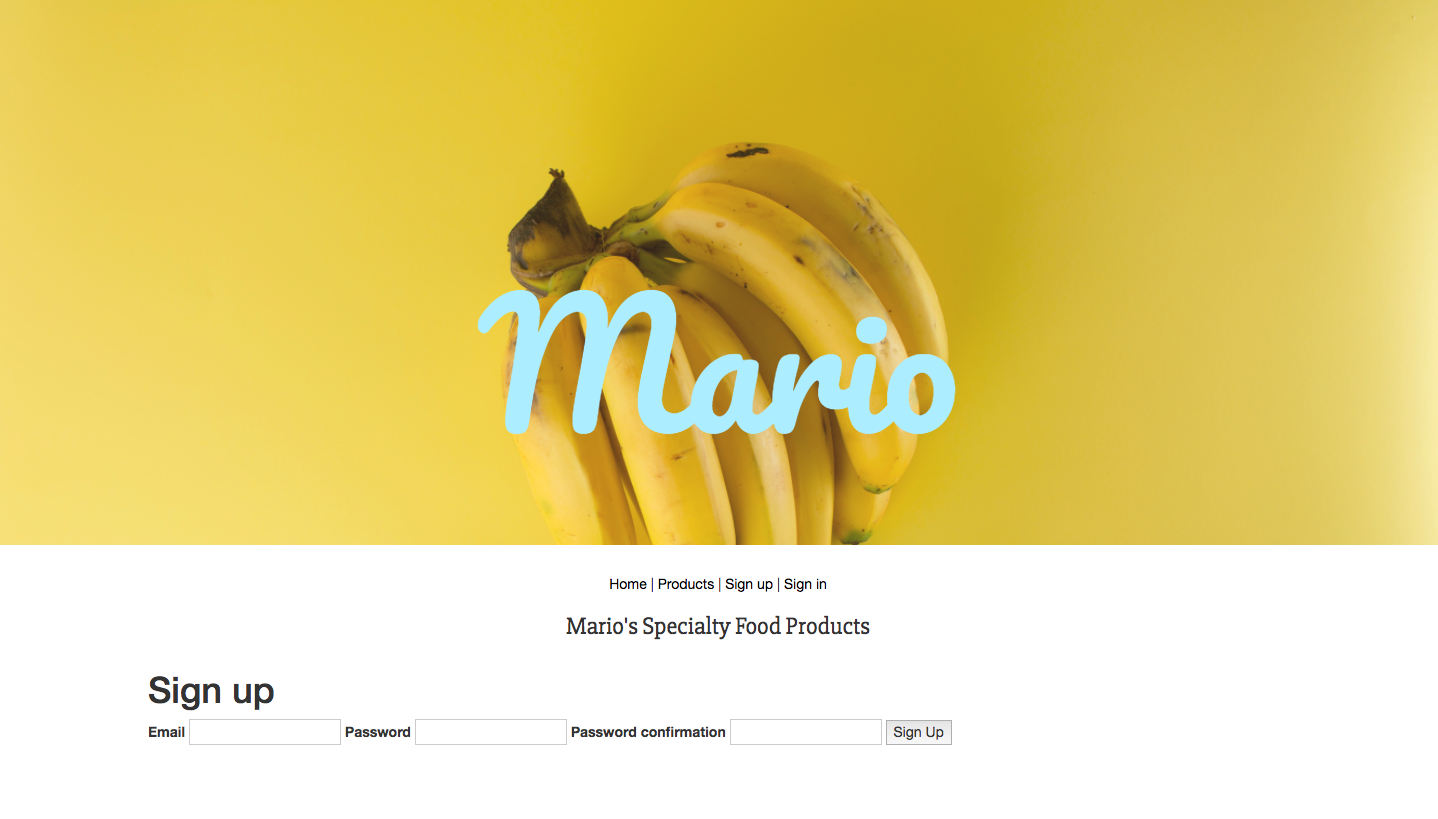 Mario
Home | Products | Sign up | Sign in
Mario's Specialty Food Products
Sign up
Email Password Password confirmation Sign Up